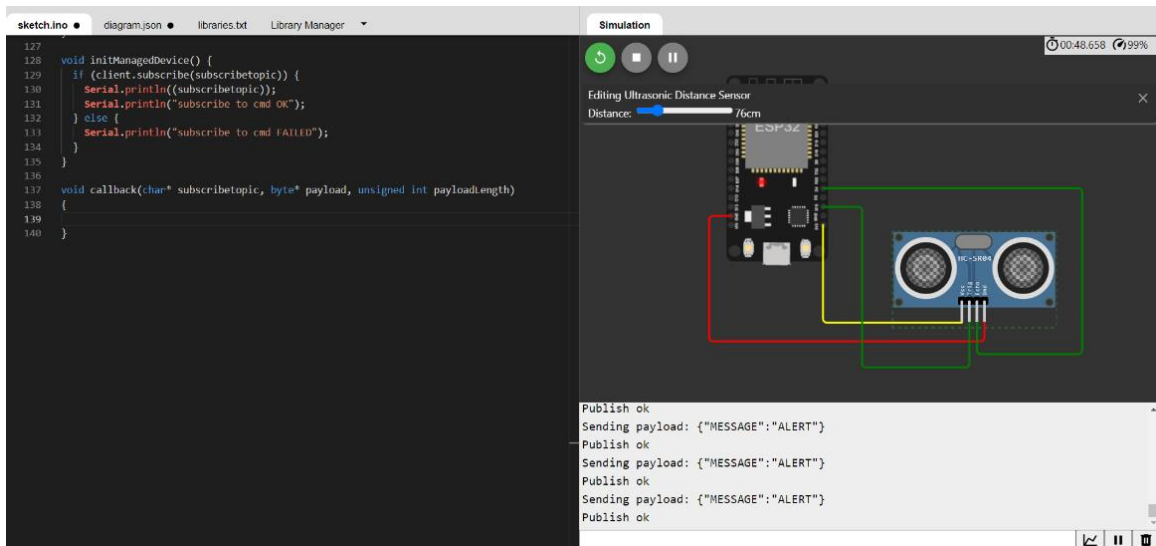 sketch.ino ●
diagram.json ●
libraries.txt
Library Manager
127
128 void initManagedDevice() {
129 if (client.subscribe(subscribetopic)) {
130 Serial.println((subscribetopic));
131 Serial.println("subscribe to cmd OK");
132 } else {
133 Serial.println("subscribe to cmd FAILED");
134 }
135 }
136
137 void callback(char* subscribetopic, byte* payload, unsigned int payloadLength)
138 {
139
140 }
Simulation
00:48.658 99%
Editing Ultrasonic Distance Sensor
Distance: 76cm
ESP32
HC-SR04
Vcc
Trig
Echo
Gnd
Publish ok
Sending payload: {"MESSAGE":"ALERT"}
Publish ok
Sending payload: {"MESSAGE":"ALERT"}
Publish ok
Sending payload: {"MESSAGE":"ALERT"}
Publish ok